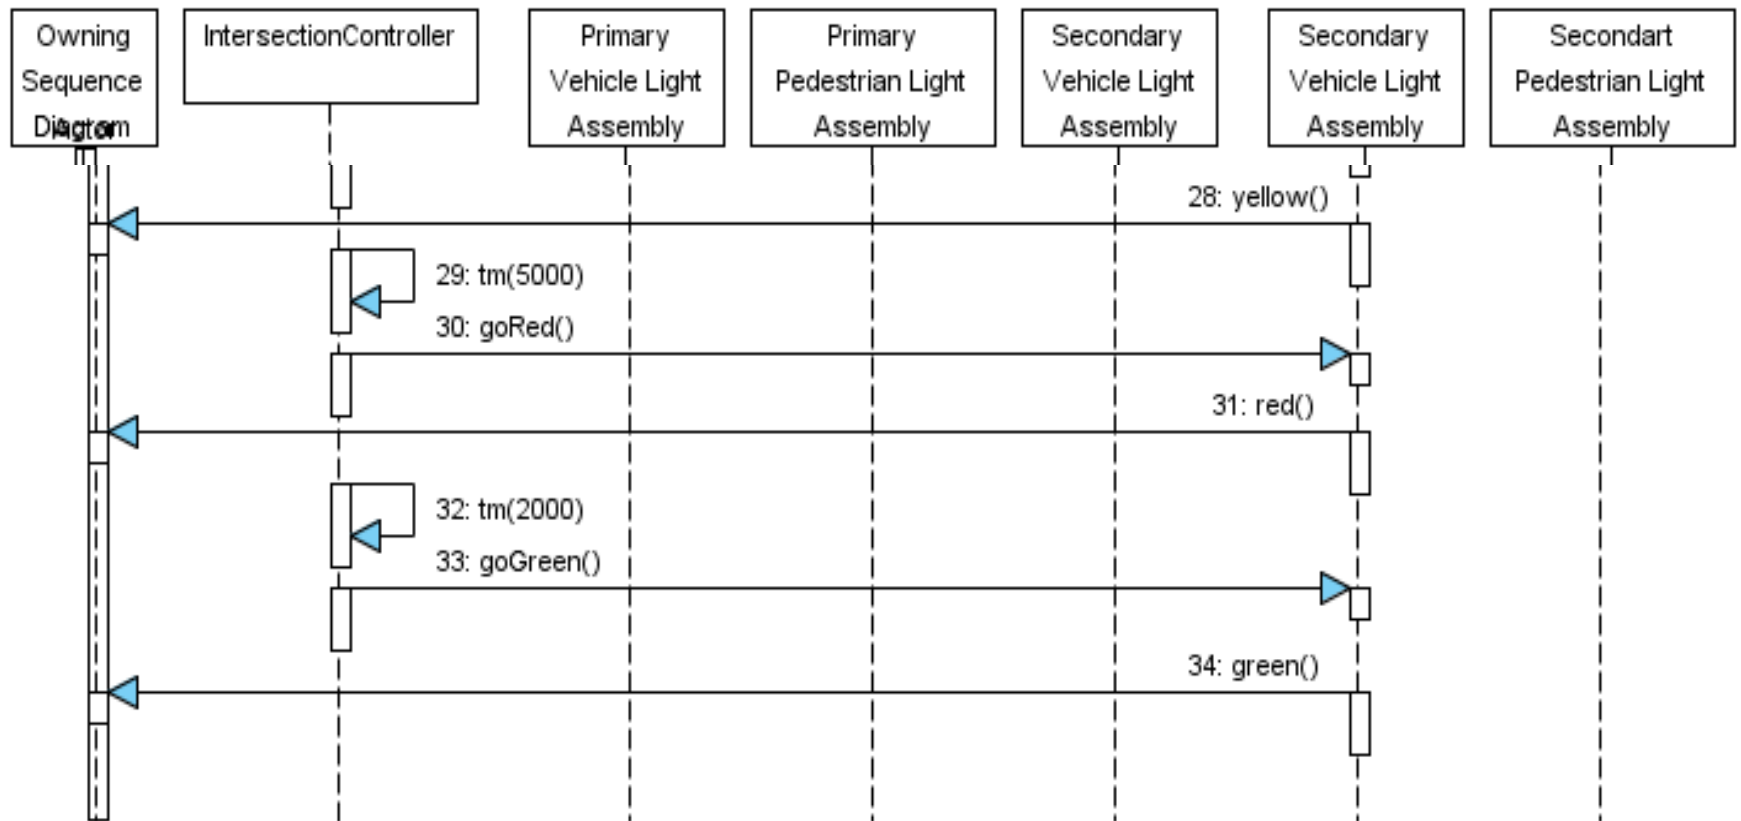 Owning
Sequence
Diagram
Actor
IntersectionController
Primary
Vehicle Light
Assembly
Primary
Pedestrian Light
Assembly
Secondary
Vehicle Light
Assembly
Secondary
Vehicle Light
Assembly
Secondart
Pedestrian Light
Assembly
28: yellow()
29: tm(5000)
30: goRed()
31: red()
32: tm(2000)
33: goGreen()
34: green()